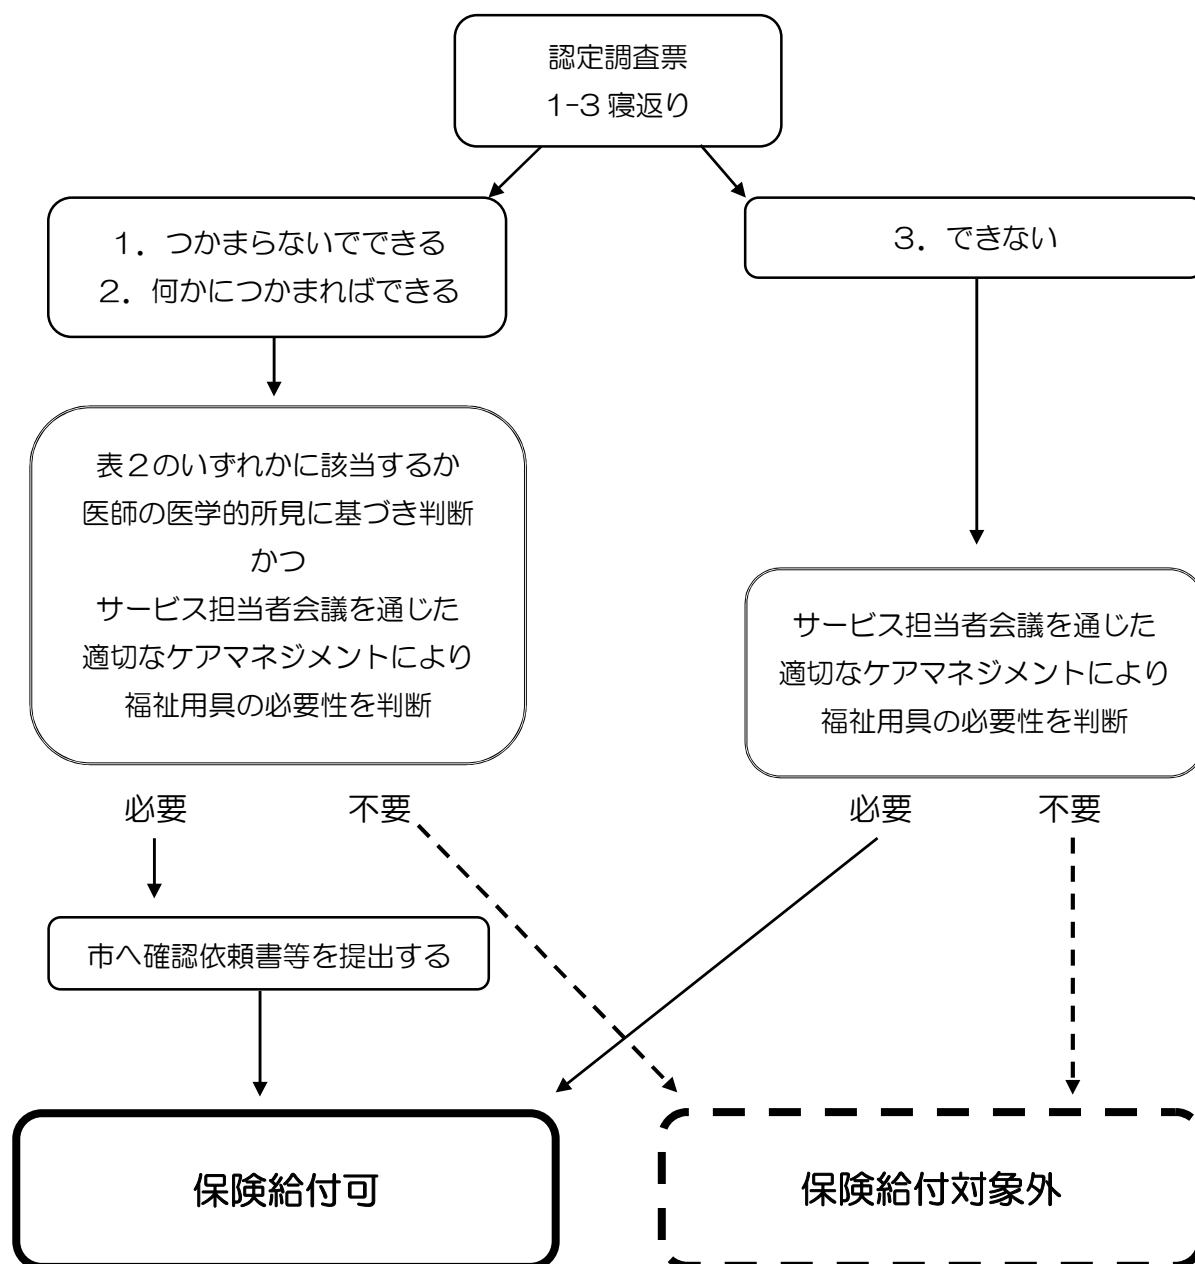 認定調査票
1-3 寝返り
1．つかまらないでできる
2．何かにつかまればできる
3．できない
表２のいずれかに該当するか
医師の医学的所見に基づき判断
かつ
サービス担当者会議を通じた
適切なケアマネジメントにより
福祉用具の必要性を判断
サービス担当者会議を通じた
適切なケアマネジメントにより
福祉用具の必要性を判断
必要
不要
必要
不要
市へ確認依頼書等を提出する
保険給付可
保険給付対象外